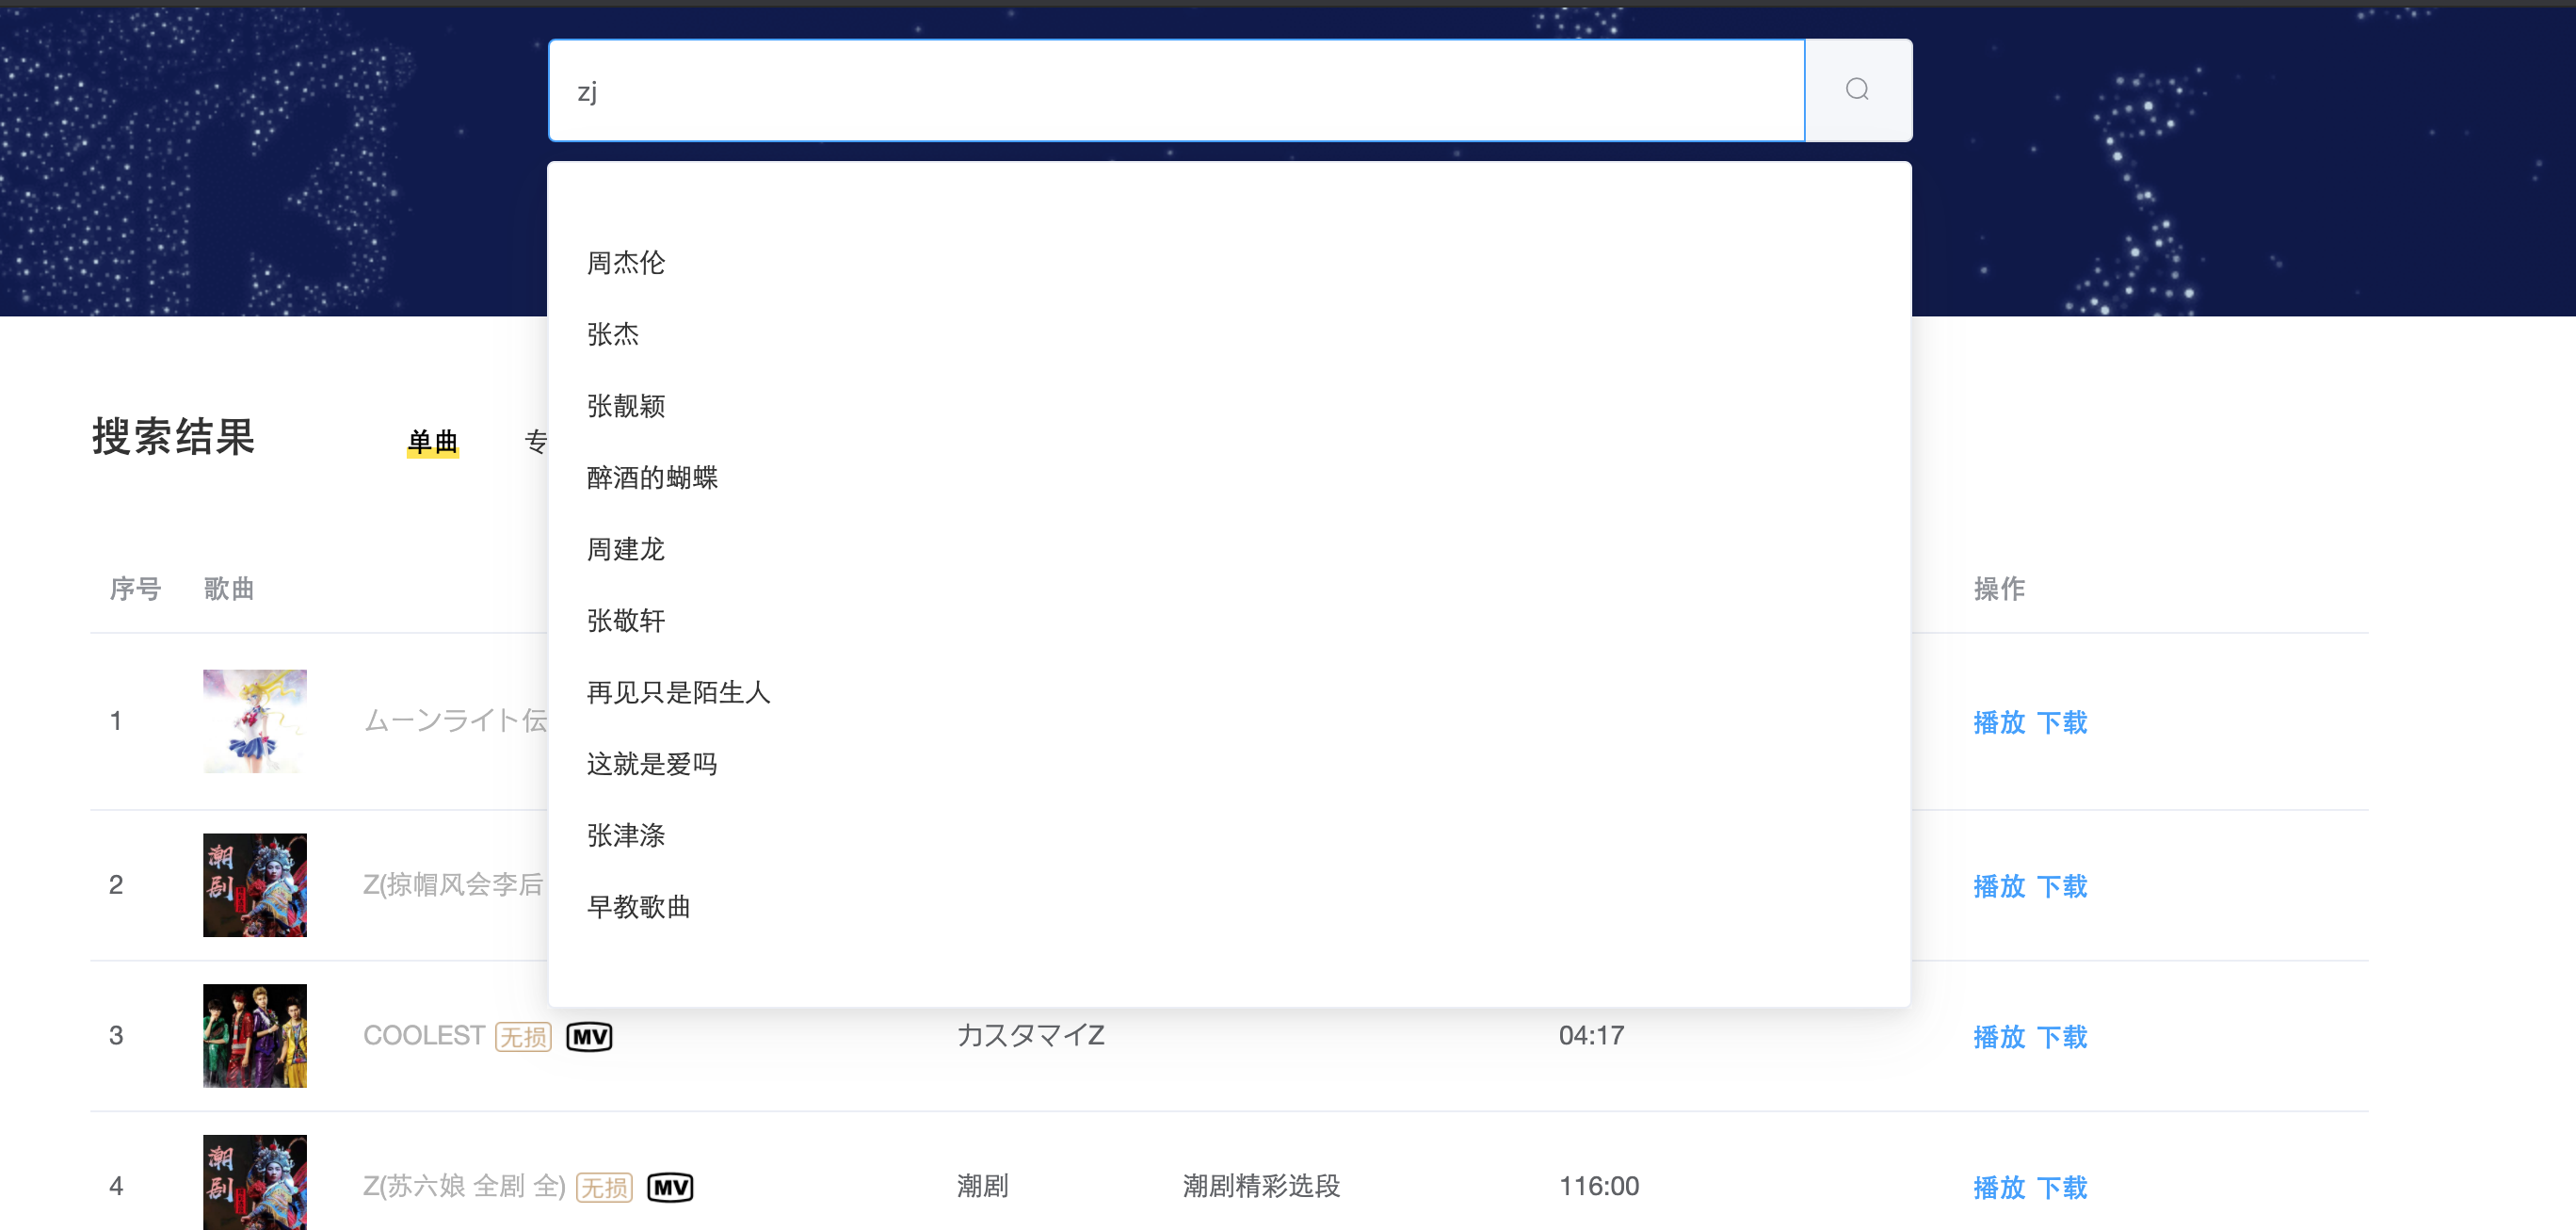 zj
周杰伦
张杰
张靓颖
醉酒的蝴蝶
周建龙
张敬轩
再见只是陌生人
这就是爱吗
张津涤
早教歌曲
搜索结果 单曲 专
序号 歌曲 操作
1 ムーンライト伝 播放 下载
2 潮剧 Z(掠帽风会李后 播放 下载
3 COOLEST 无损 MV カスタマイZ 04:17 播放 下载
4 潮剧 Z(苏六娘 全剧 全) 无损 MV 潮剧 潮剧精彩选段 116:00 播放 下载